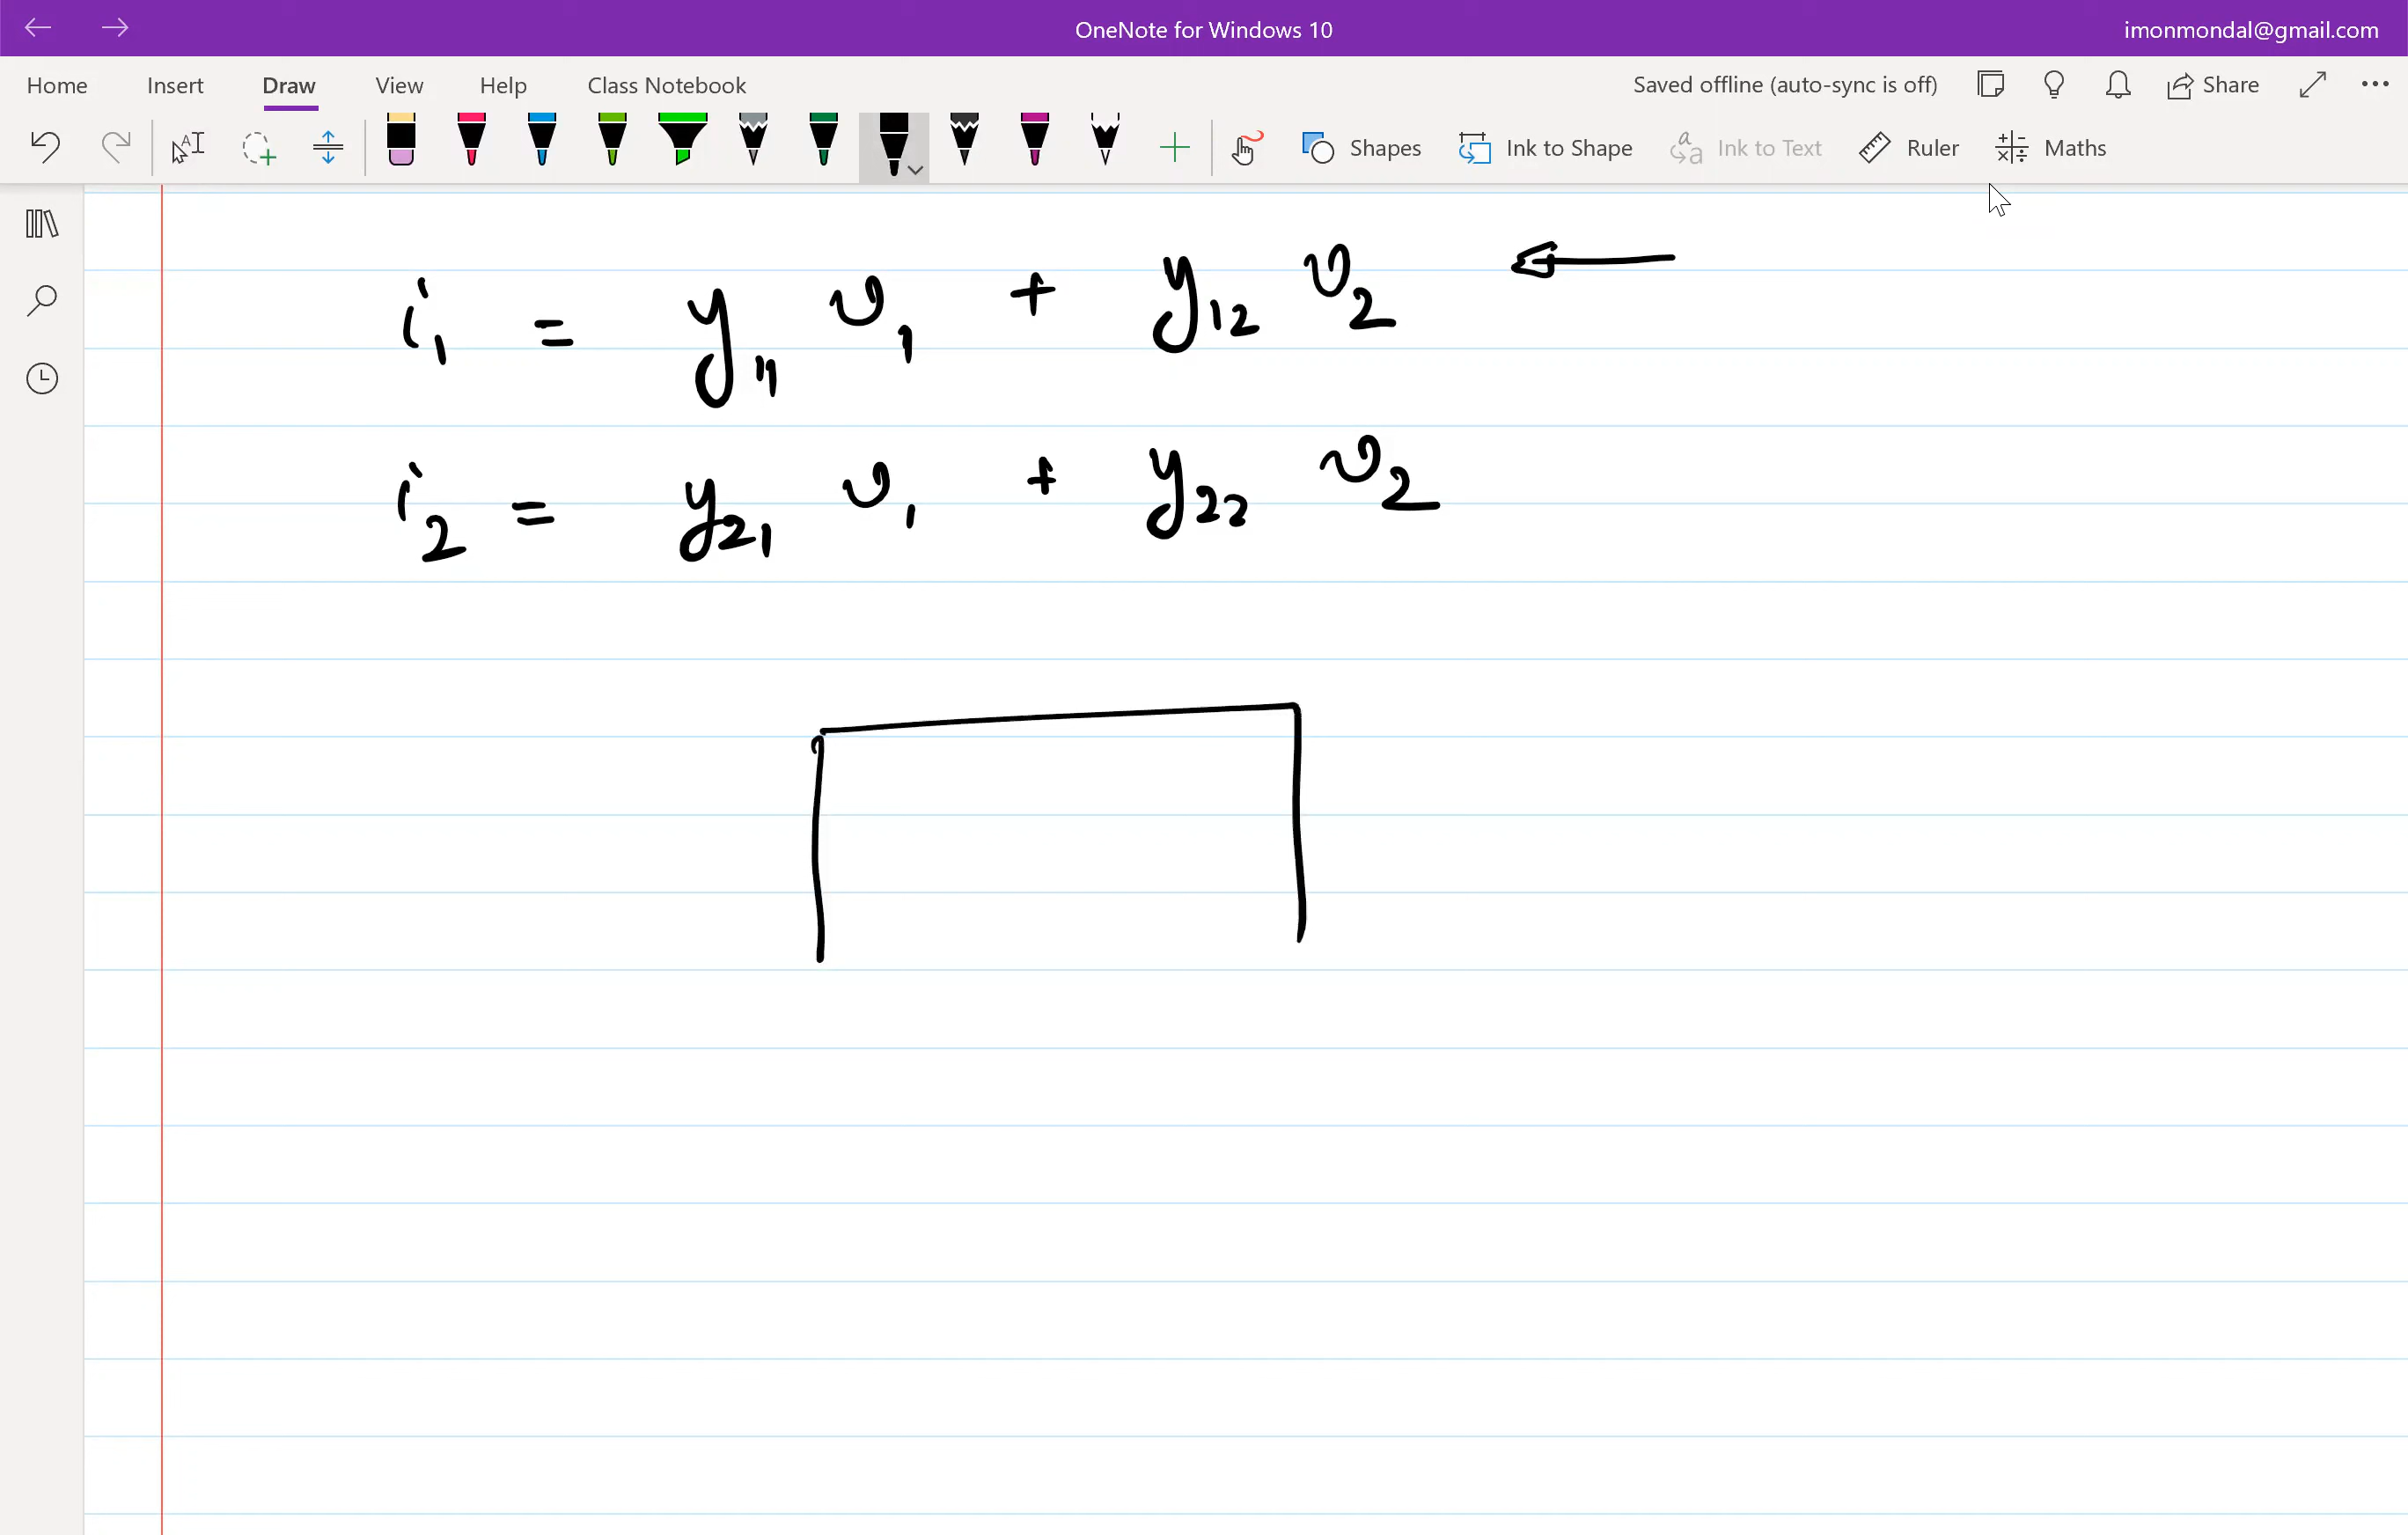 OneNote for Windows 10 imonmondal@gmail.com
Home Insert Draw View Help Class Notebook Saved offline (auto-sync is off) Share
Shapes Ink to Shape Ink to Text Ruler Maths
i₁ = y₁₁ v₁ + y₁₂ v₂
i₂ = y₂₁ v₁ + y₂₂ v₂